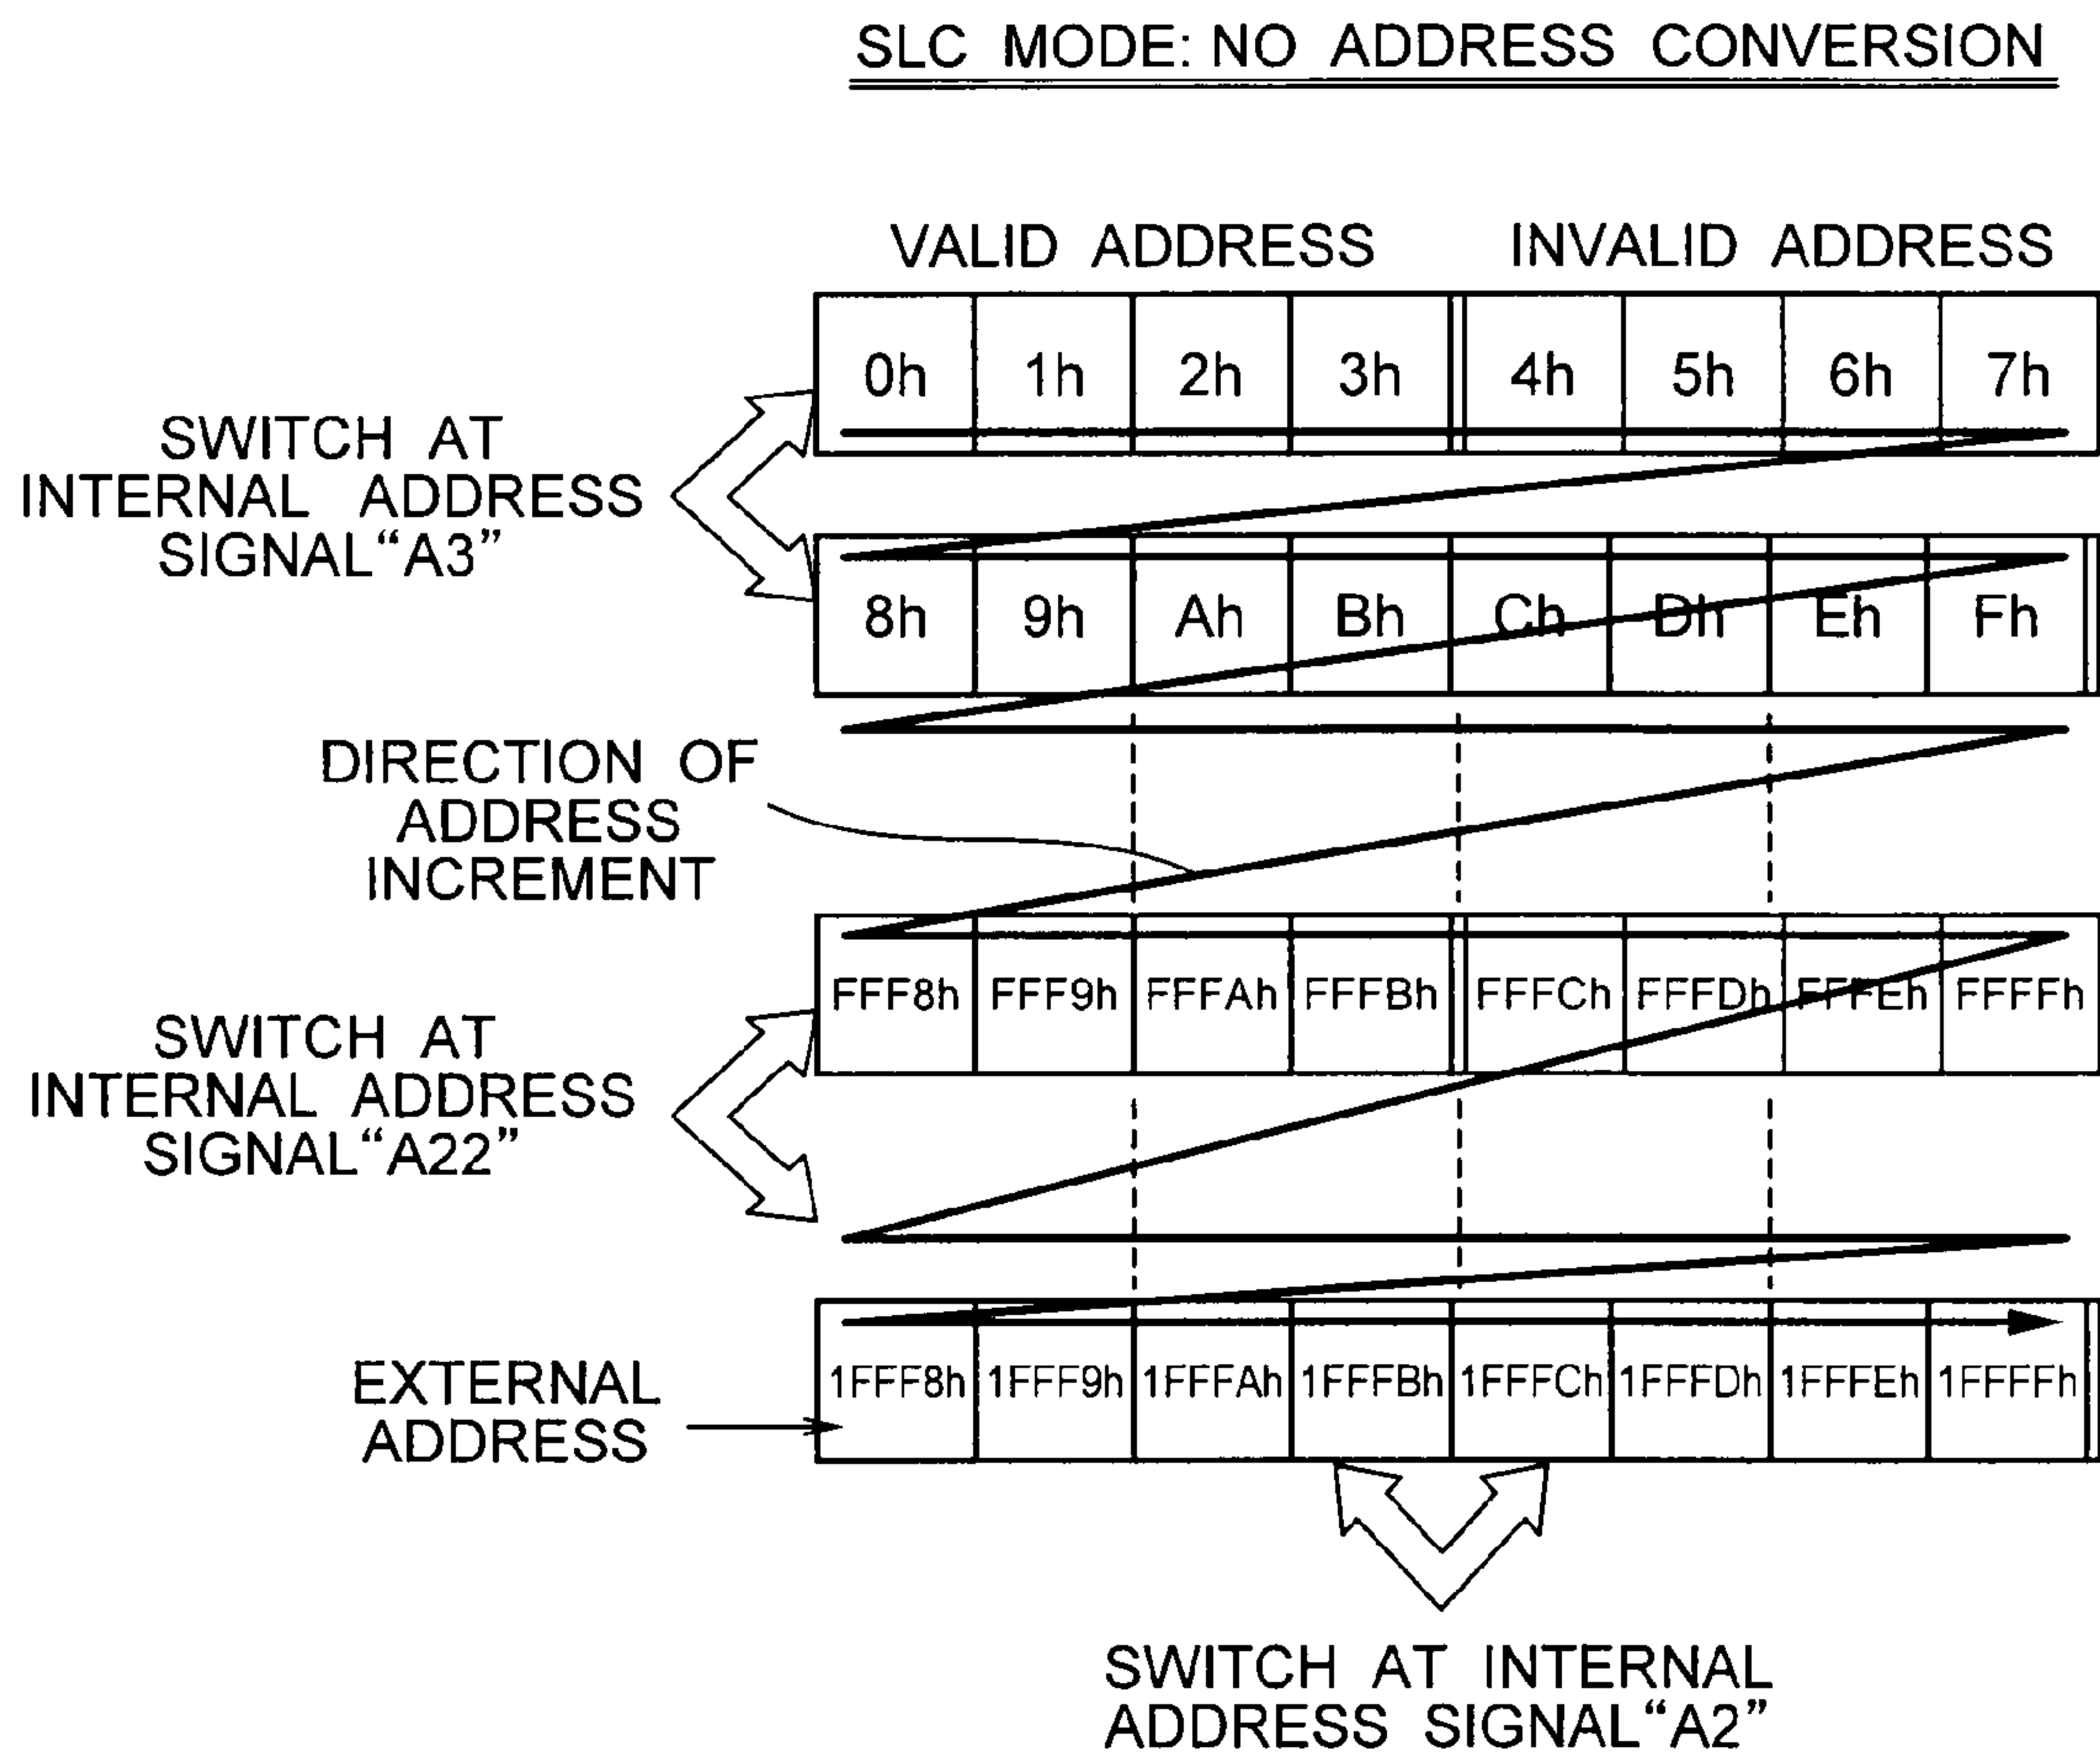 SLC MODE: NO ADDRESS CONVERSION
VALID ADDRESS INVALID ADDRESS
0h 1h 2h 3h 4h 5h 6h 7h
SWITCH AT
INTERNAL ADDRESS
SIGNAL“A3”
8h 9h Ah Bh Ch Dh Eh Fh
DIRECTION OF
ADDRESS
INCREMENT
FFF8h FFF9h FFFAh FFFBh FFFCh FFFDh FFFEh FFFFh
SWITCH AT
INTERNAL ADDRESS
SIGNAL“A22”
1FFF8h 1FFF9h 1FFFAh 1FFFBh 1FFFCh 1FFFDh 1FFFEh 1FFFFh
EXTERNAL
ADDRESS
SWITCH AT INTERNAL
ADDRESS SIGNAL“A2”